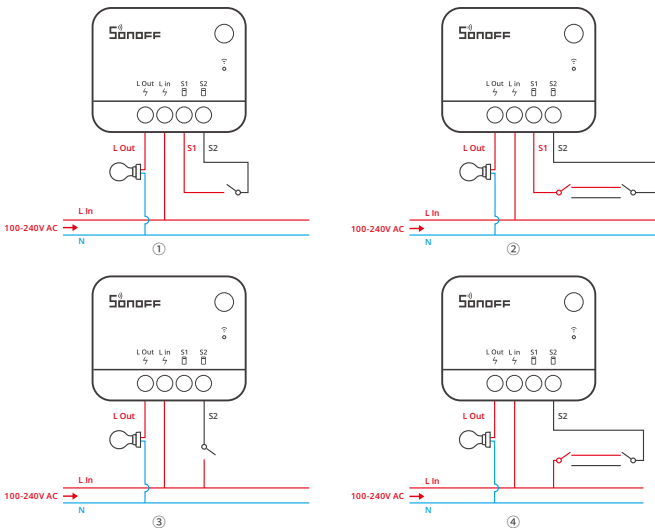 SONOFF
L Out L in S1 S2
L Out S1 S2
L In
100-240V AC
N
①
SONOFF
L Out L in S1 S2
L Out S1 S2
L In
100-240V AC
N
②
SONOFF
L Out L in S1 S2
L Out S2
L In
100-240V AC
N
③
SONOFF
L Out L in S1 S2
L Out S2
L In
100-240V AC
N
④